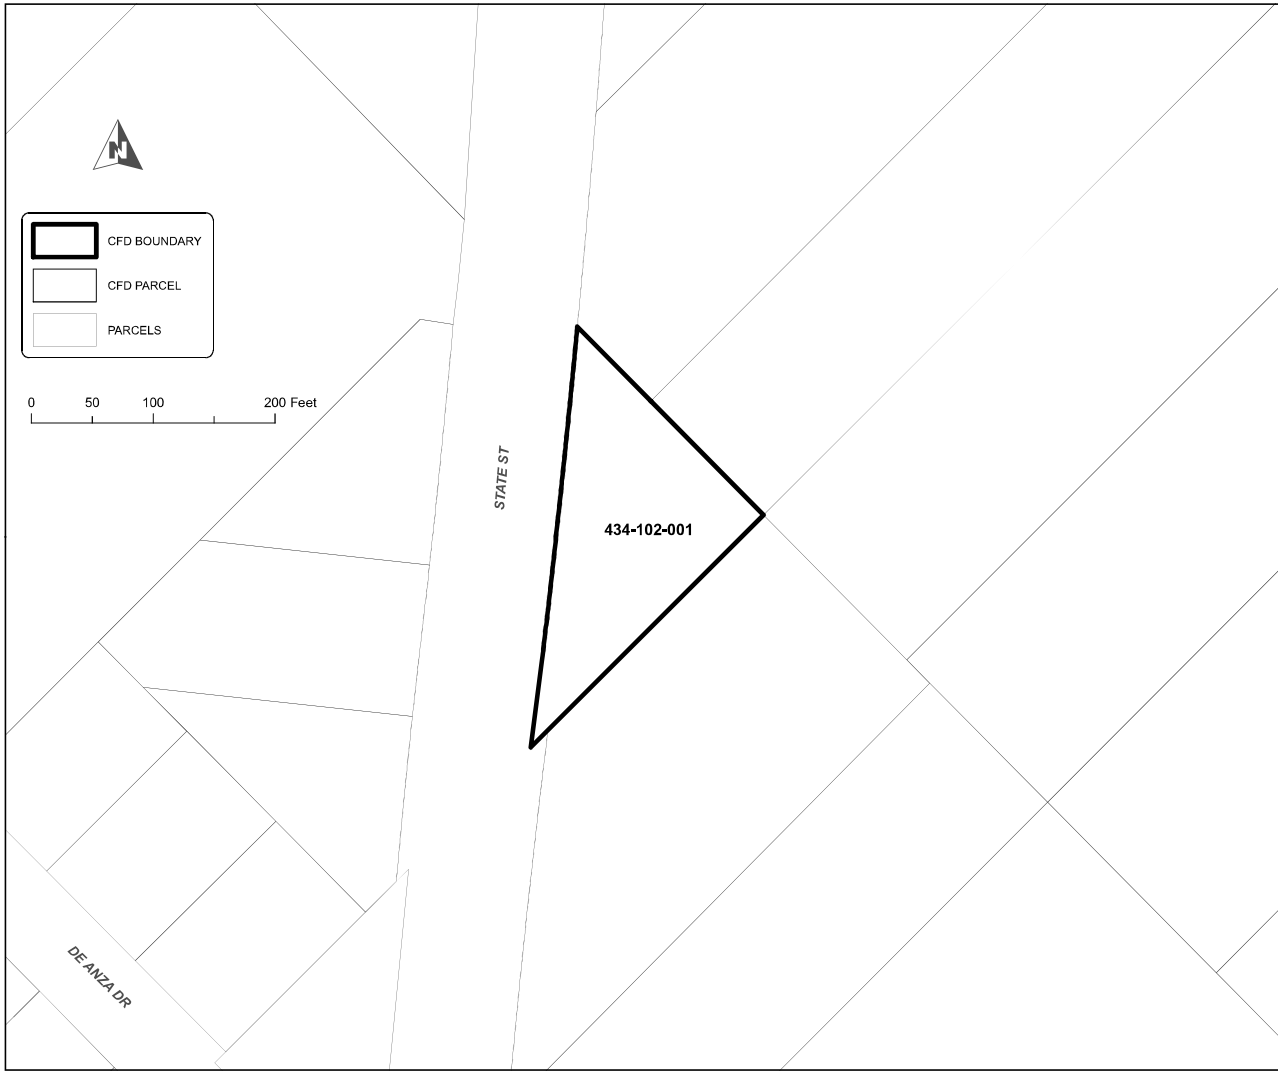 N
CFD BOUNDARY
CFD PARCEL
PARCELS
0 50 100 200 Feet
STATE ST
434-102-001
DE ANZA DR